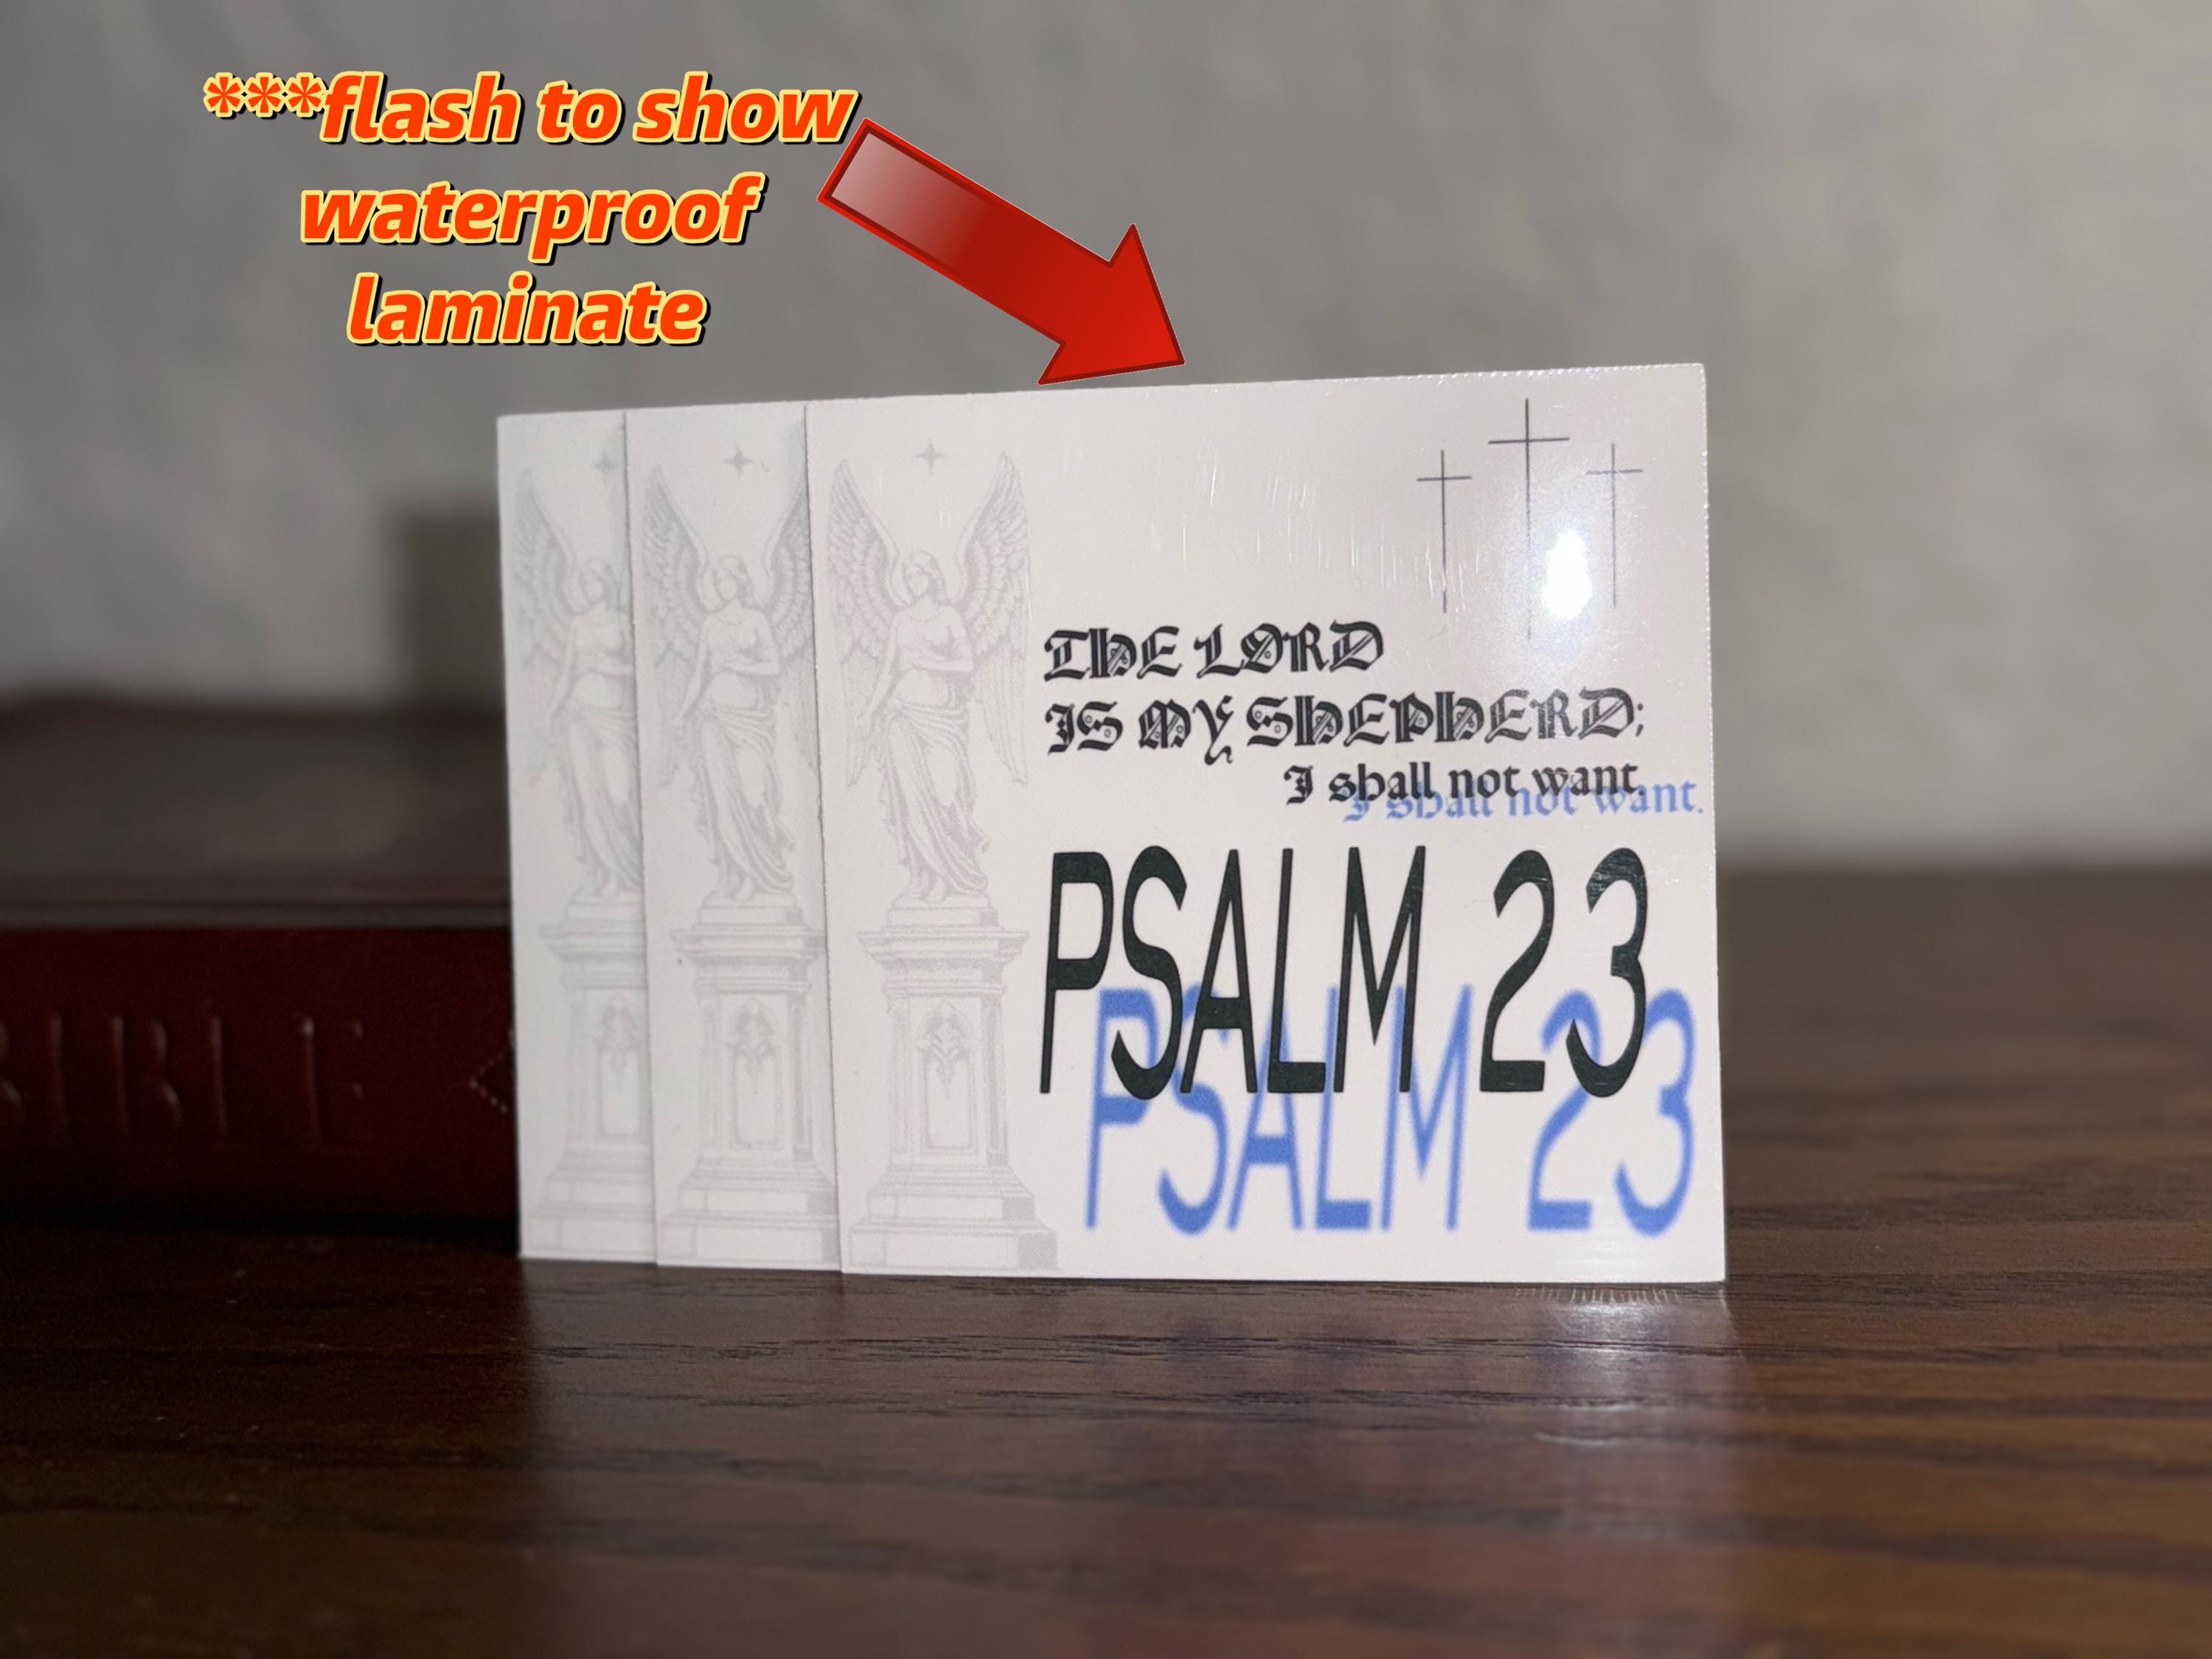 ***flash to show
waterproof
laminate
THE LORD
IS MY SHEPHERD;
I shall not want.
I shall not want.
PSALM 23
PSALM 23
BIBLE